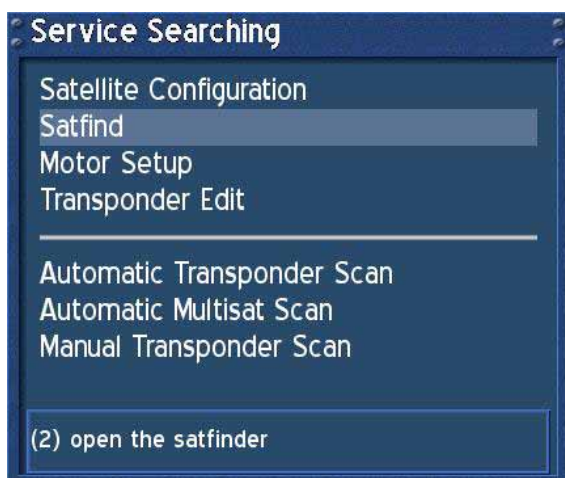 Service Searching
Satellite Configuration
Satfind
Motor Setup
Transponder Edit
Automatic Transponder Scan
Automatic Multisat Scan
Manual Transponder Scan
(2) open the satfinder